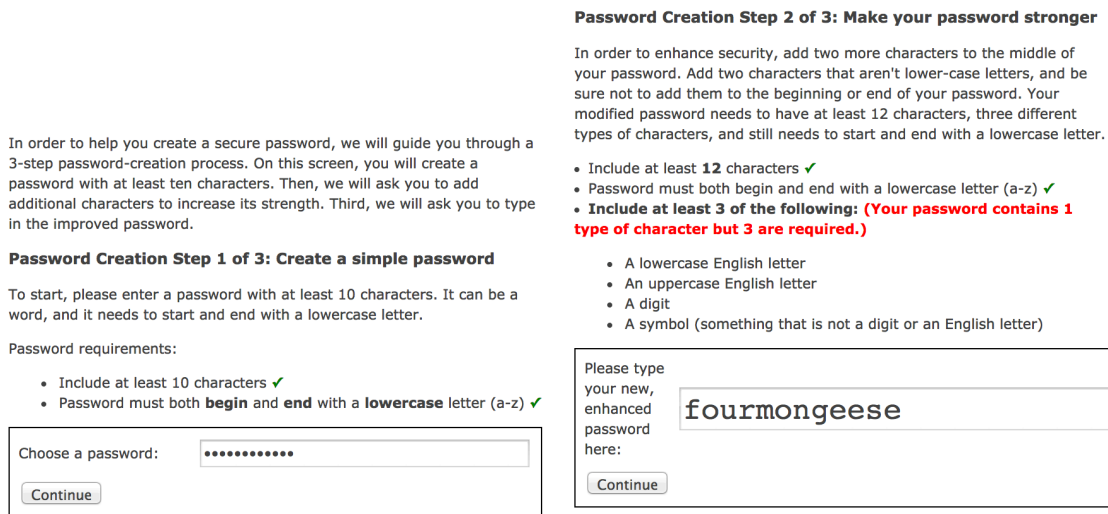 In order to help you create a secure password, we will guide you through a
3-step password-creation process. On this screen, you will create a
password with at least ten characters. Then, we will ask you to add
additional characters to increase its strength. Third, we will ask you to type
in the improved password.
Password Creation Step 1 of 3: Create a simple password
To start, please enter a password with at least 10 characters. It can be a
word, and it needs to start and end with a lowercase letter.
Password requirements:
• Include at least 10 characters ✔
• Password must both begin and end with a lowercase letter (a-z) ✔
Choose a password: ••••••••••••
Continue
Password Creation Step 2 of 3: Make your password stronger
In order to enhance security, add two more characters to the middle of
your password. Add two characters that aren't lower-case letters, and be
sure not to add them to the beginning or end of your password. Your
modified password needs to have at least 12 characters, three different
types of characters, and still needs to start and end with a lowercase letter.
• Include at least 12 characters ✔
• Password must both begin and end with a lowercase letter (a-z) ✔
• Include at least 3 of the following: (Your password contains 1
type of character but 3 are required.)
• A lowercase English letter
• An uppercase English letter
• A digit
• A symbol (something that is not a digit or an English letter)
Please type
your new,
enhanced
password
here:
fourmongeese
Continue